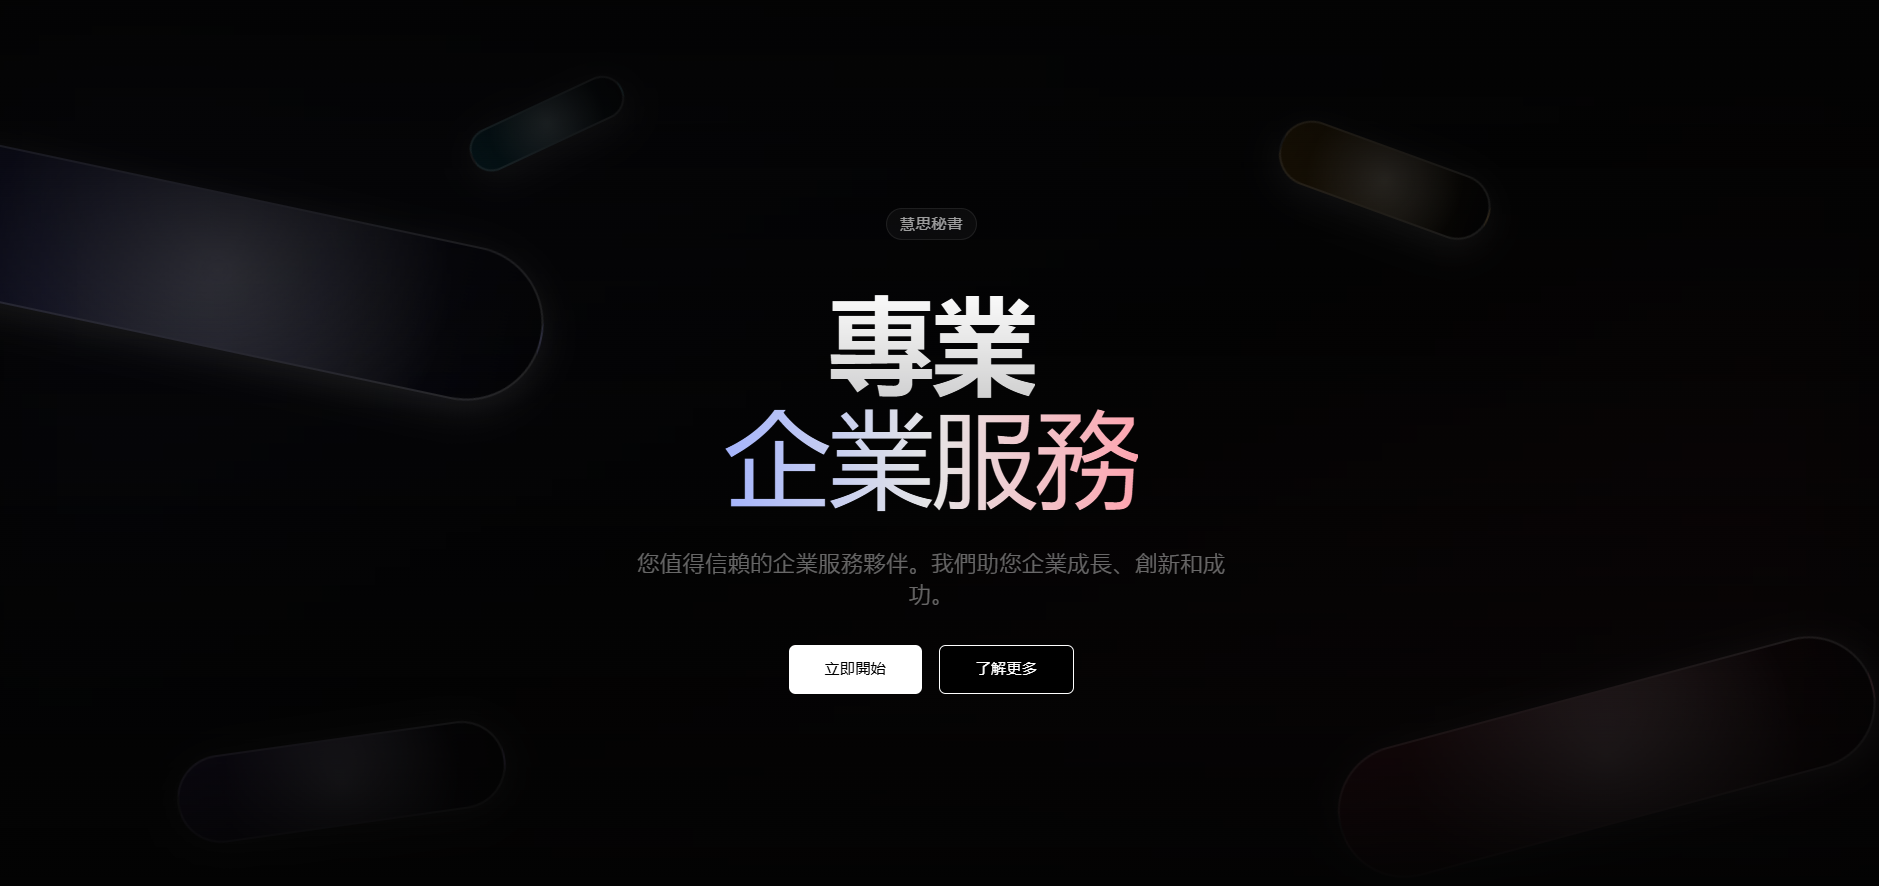 慧思秘書
專業
企業服務
您值得信賴的企業服務夥伴。我們助您企業成長、創新和成
功。
立即開始
了解更多